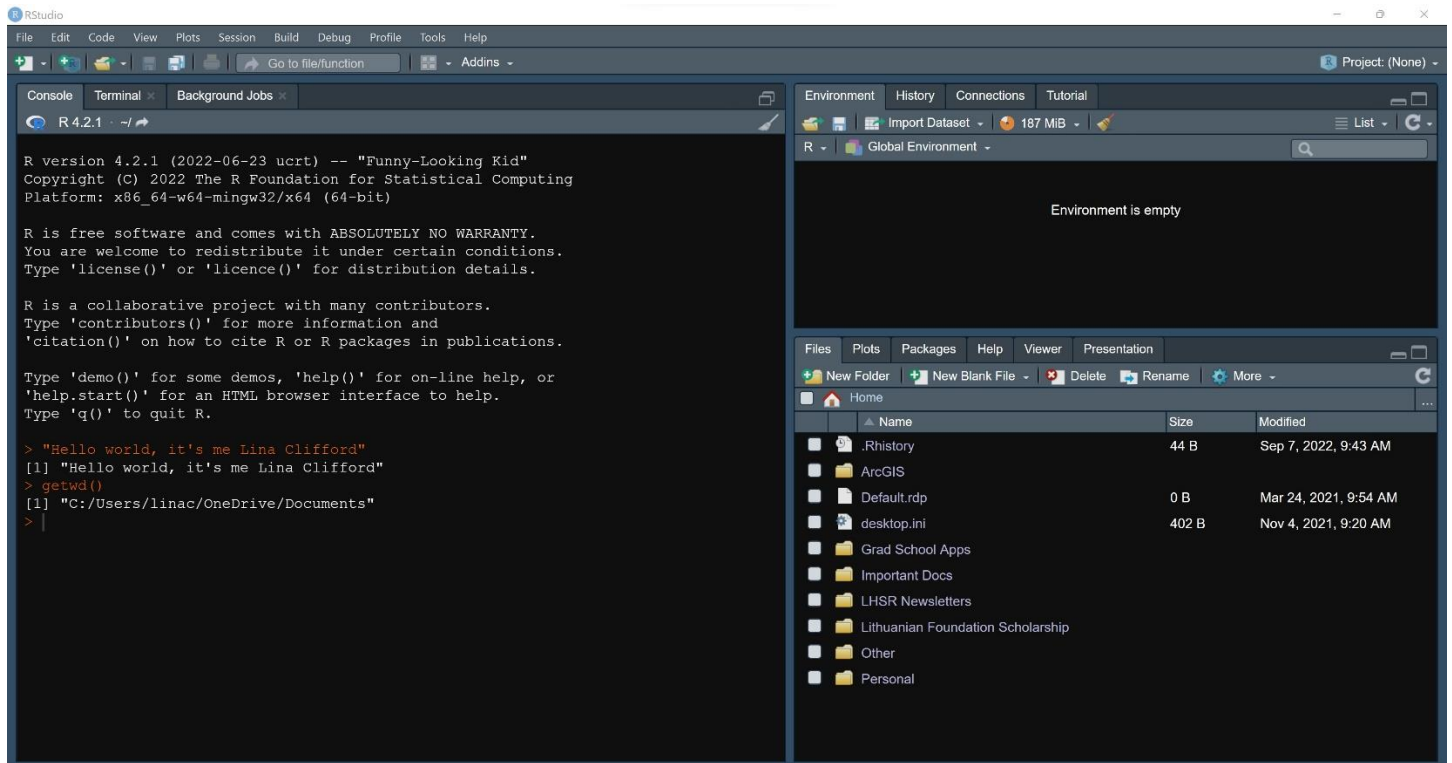 RStudio
File Edit Code View Plots Session Build Debug Profile Tools Help
Go to file/function Addins Project: (None)
Console Terminal Background Jobs
R 4.2.1 · ~/
R version 4.2.1 (2022-06-23 ucrt) -- "Funny-Looking Kid"
Copyright (C) 2022 The R Foundation for Statistical Computing
Platform: x86_64-w64-mingw32/x64 (64-bit)
R is free software and comes with ABSOLUTELY NO WARRANTY.
You are welcome to redistribute it under certain conditions.
Type 'license()' or 'licence()' for distribution details.
R is a collaborative project with many contributors.
Type 'contributors()' for more information and
'citation()' on how to cite R or R packages in publications.
Type 'demo()' for some demos, 'help()' for on-line help, or
'help.start()' for an HTML browser interface to help.
Type 'q()' to quit R.
> "Hello world, it's me Lina Clifford"
[1] "Hello world, it's me Lina Clifford"
> getwd()
[1] "C:/Users/linac/OneDrive/Documents"
>
Environment History Connections Tutorial
Import Dataset 187 MiB List
R Global Environment
Environment is empty
Files Plots Packages Help Viewer Presentation
New Folder New Blank File Delete Rename More
Home ...
Name Size Modified
.Rhistory 44 B Sep 7, 2022, 9:43 AM
ArcGIS
Default.rdp 0 B Mar 24, 2021, 9:54 AM
desktop.ini 402 B Nov 4, 2021, 9:20 AM
Grad School Apps
Important Docs
LHSR Newsletters
Lithuanian Foundation Scholarship
Other
Personal